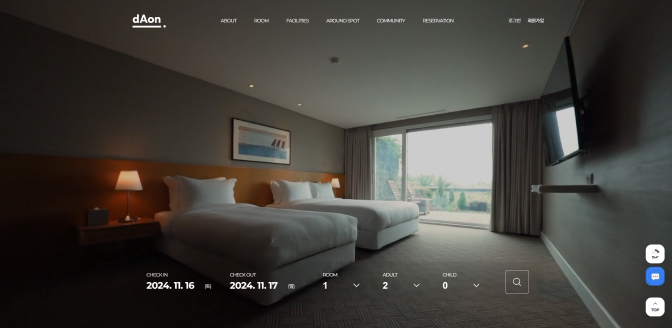 dAon.
ABOUT ROOM FACILITIES AROUND SPOT COMMUNITY RESERVATION 로그인 회원가입
CHECK IN CHECK OUT ROOM ADULT CHILD
2024. 11. 16 (토) 2024. 11. 17 (일) 1 2 0
TOP